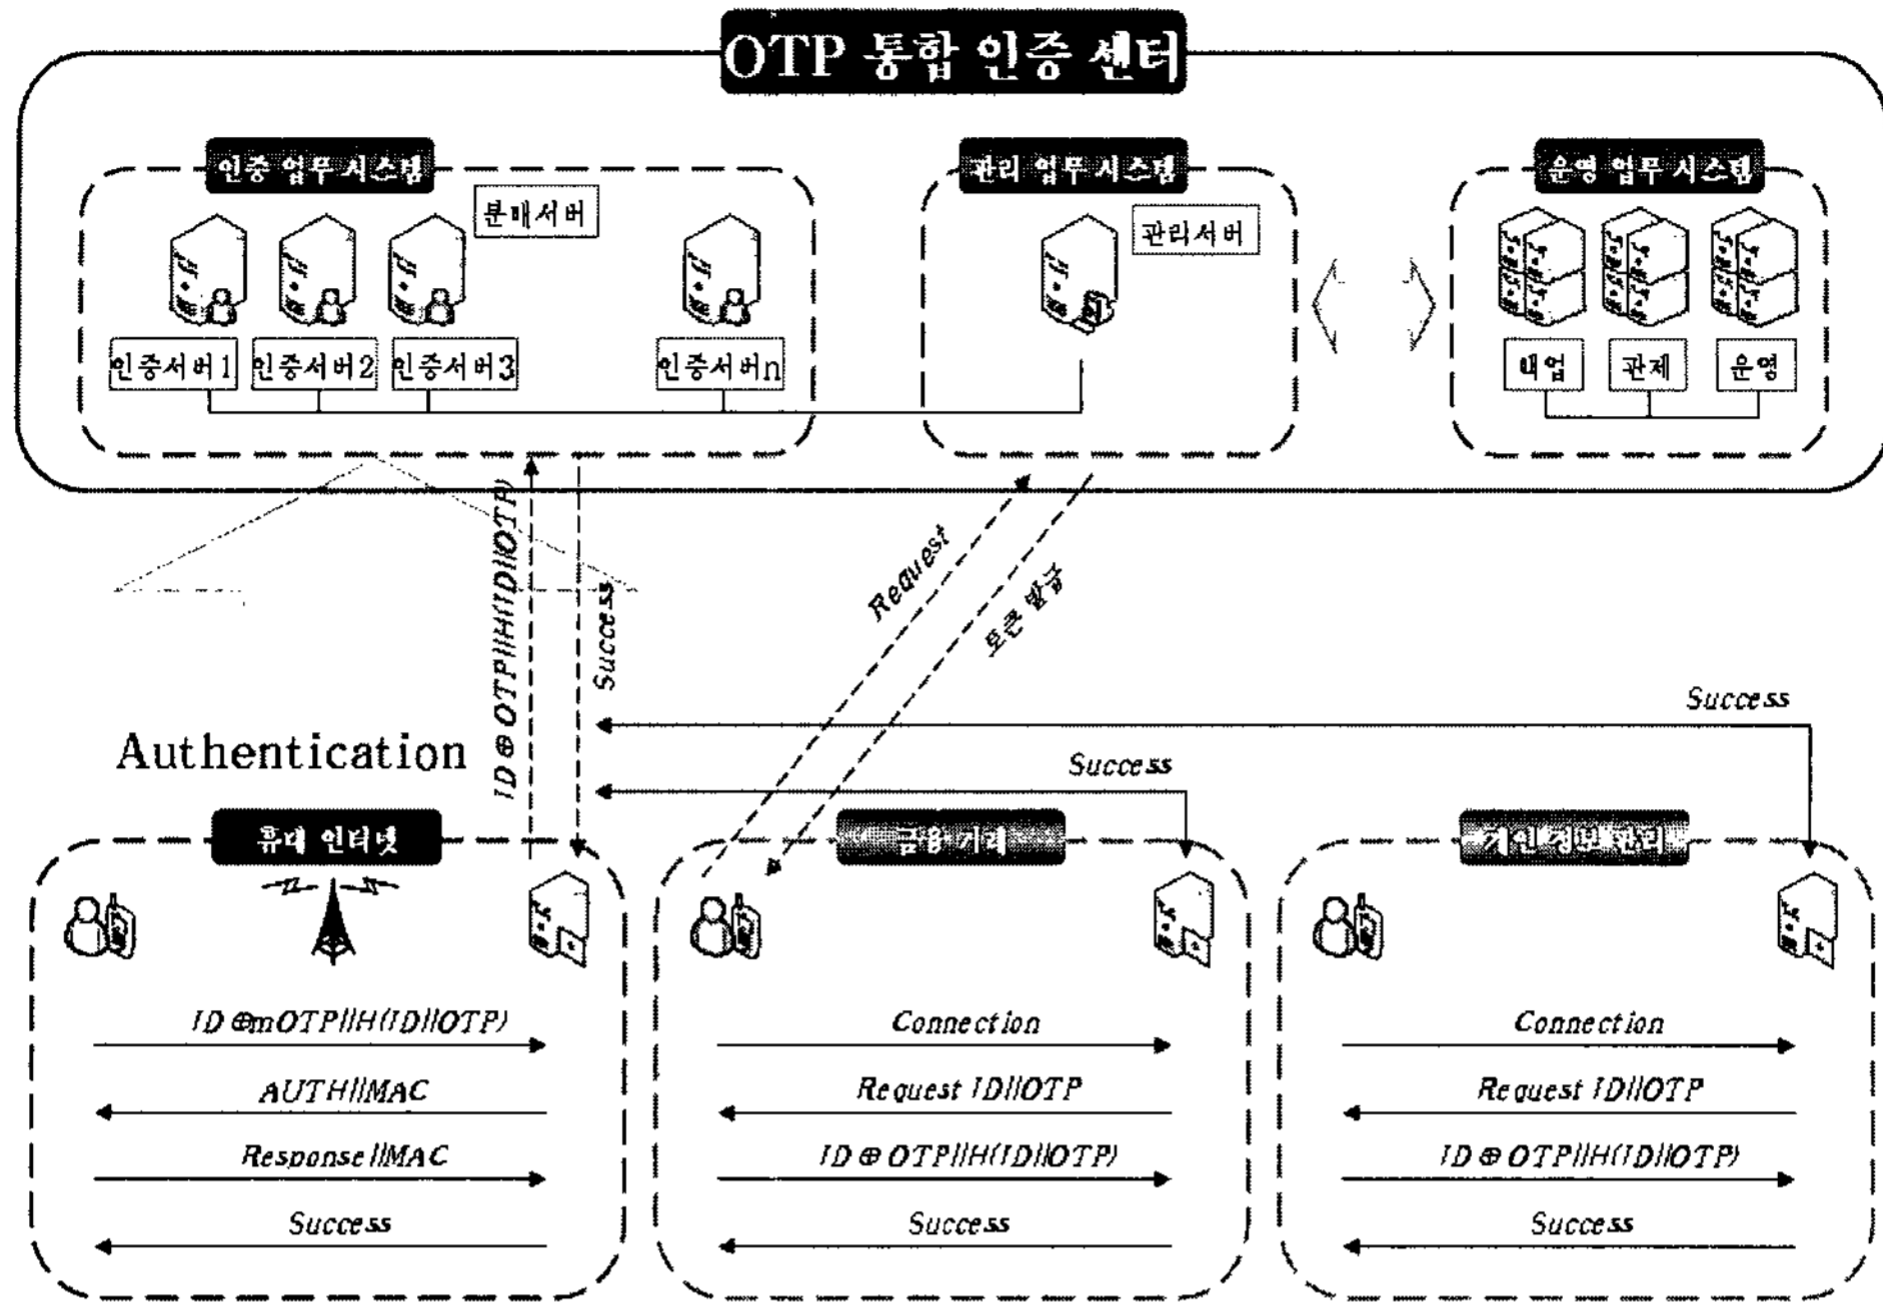 OTP 통합 인증 센터
인증 업무 시스템
관리 업무 시스템
운영 업무 시스템
분배서버
관리서버
인증서버1
인증서버2
인증서버3
인증서버n
백업
관제
운영
ID⊕OTP||H(ID||OTP)
Success
Request
토큰 발급
Success
Success
Authentication
휴대 인터넷
금융 거래
개인 정보 관리
ID⊕mOTP||H(ID||OTP)
AUTH||MAC
Response||MAC
Success
Connection
Request ID||OTP
ID⊕OTP||H(ID||OTP)
Success
Connection
Request ID||OTP
ID⊕OTP||H(ID||OTP)
Success